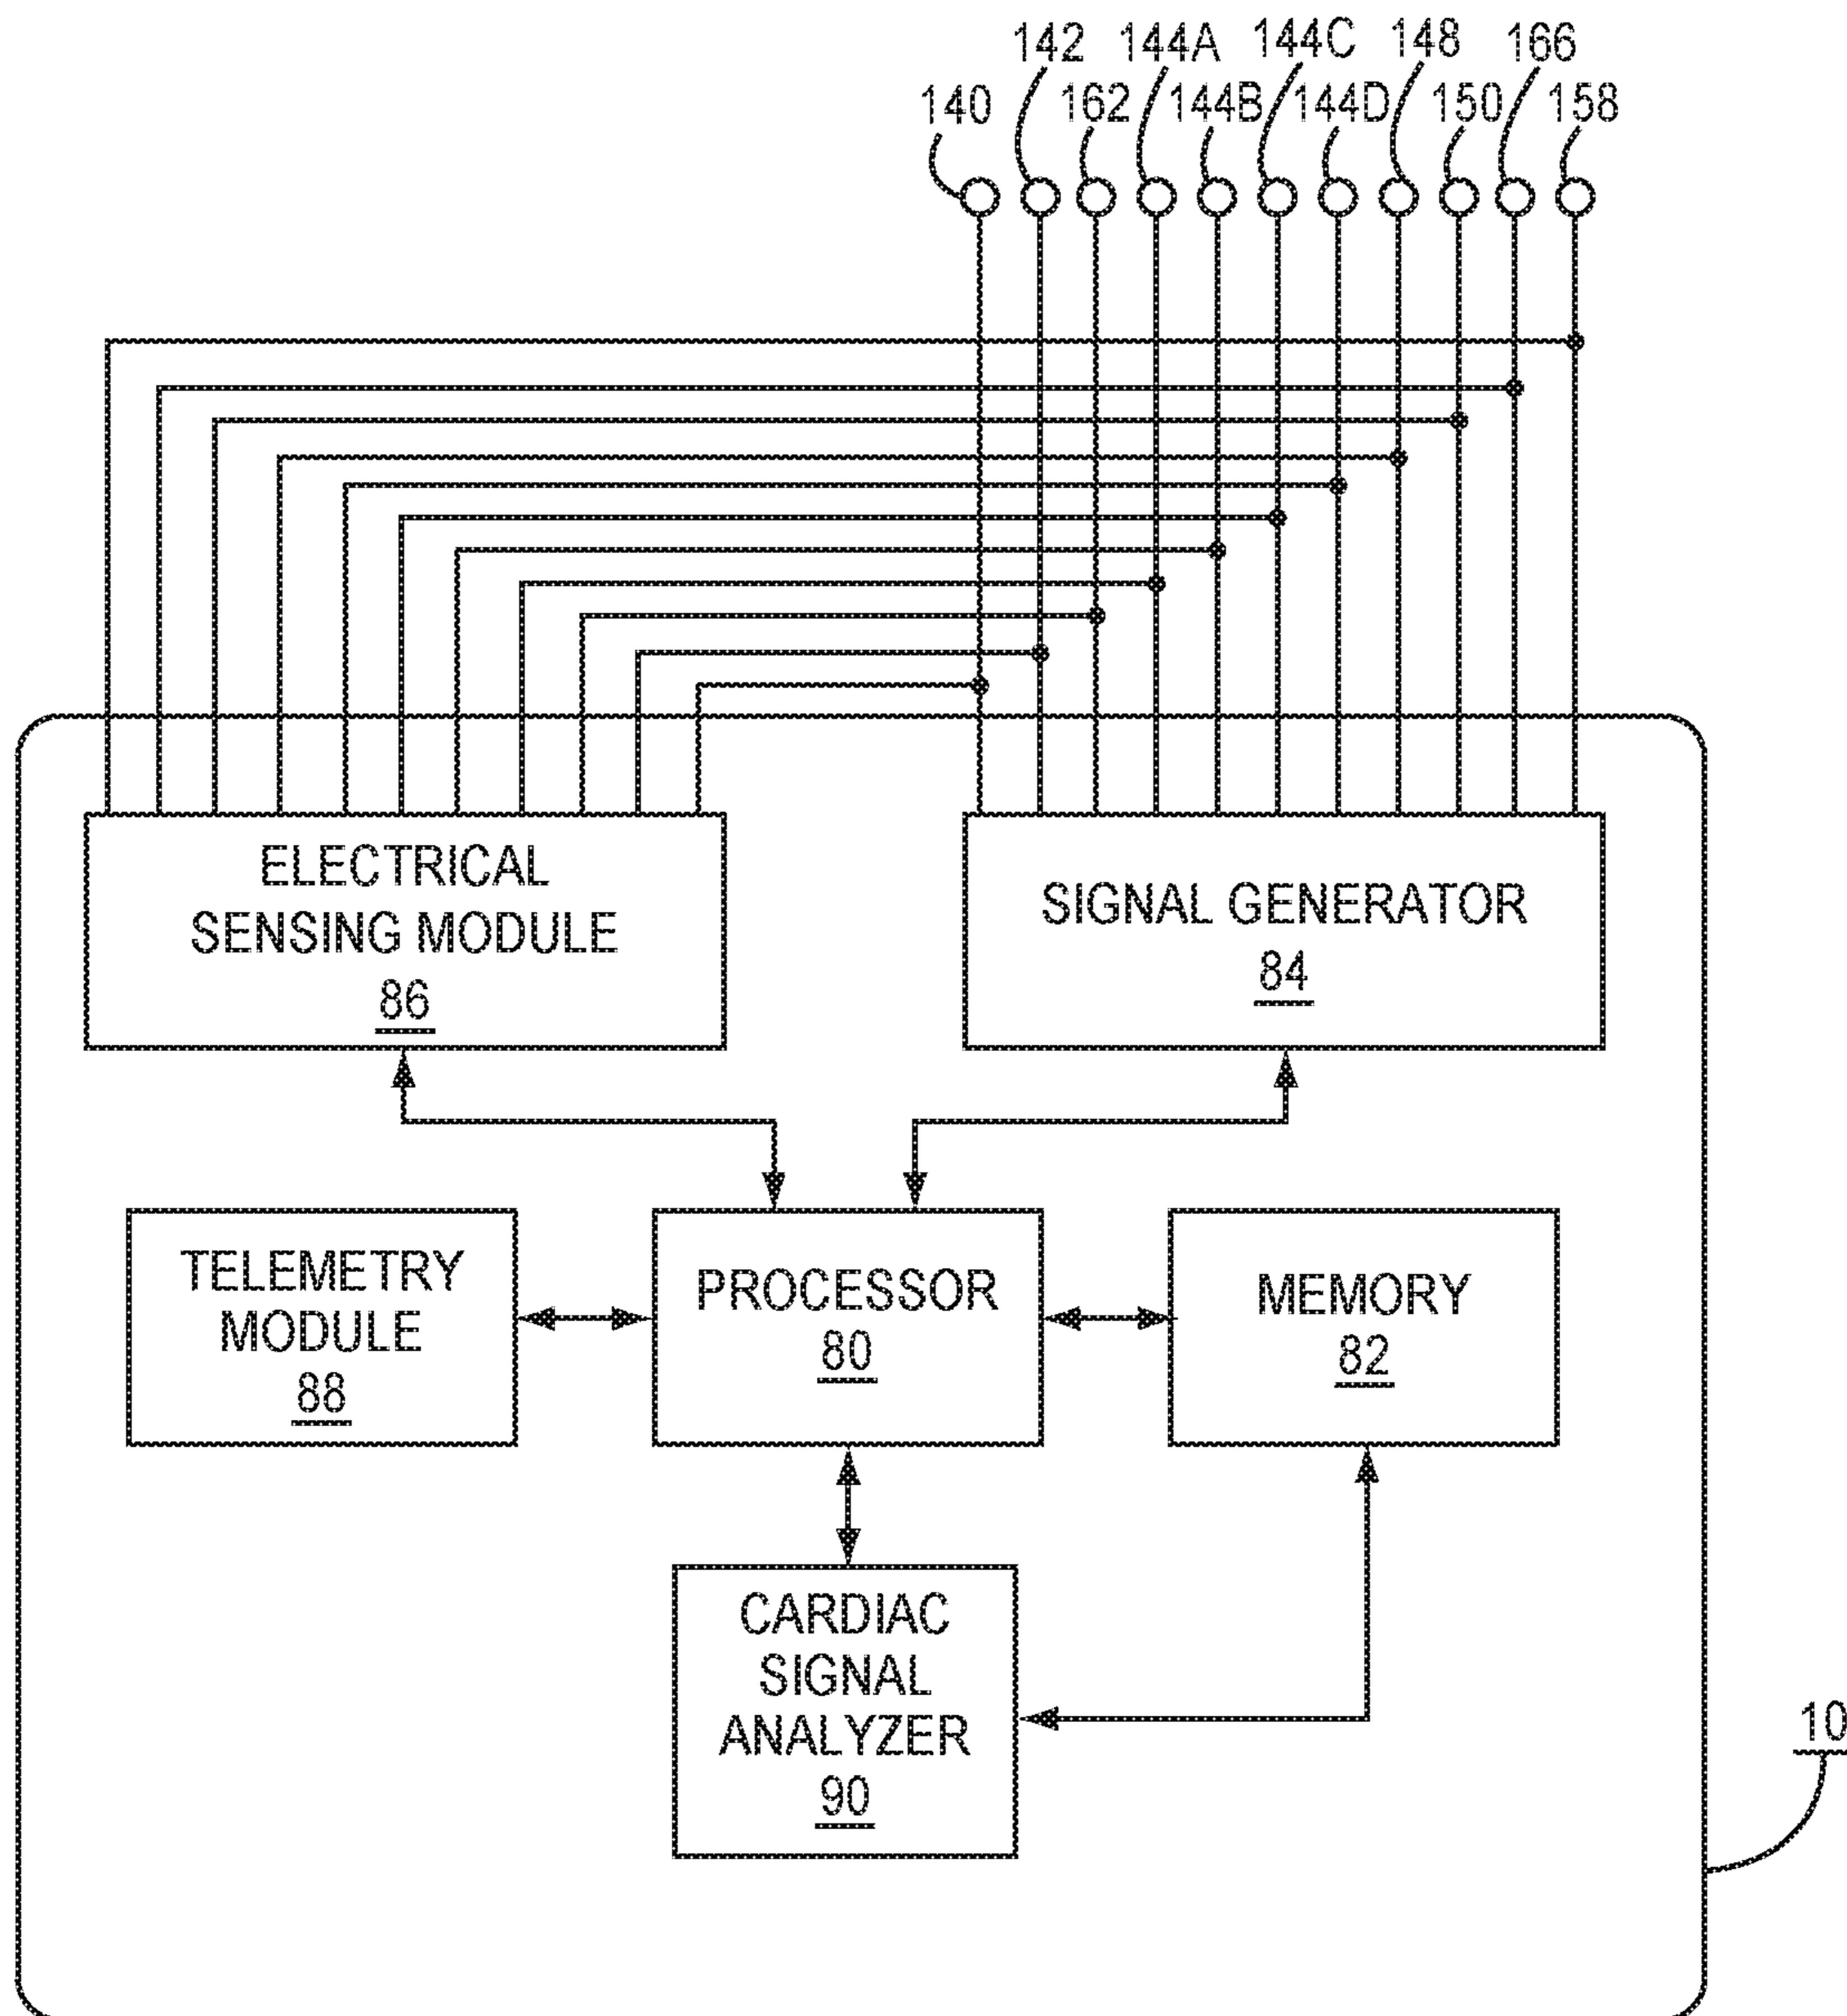 142 144A 144C 148 166
140 162 144B 144D 150 158
ELECTRICAL
SENSING MODULE
86
SIGNAL GENERATOR
84
TELEMETRY
MODULE
88
PROCESSOR
80
MEMORY
82
CARDIAC
SIGNAL
ANALYZER
90
10